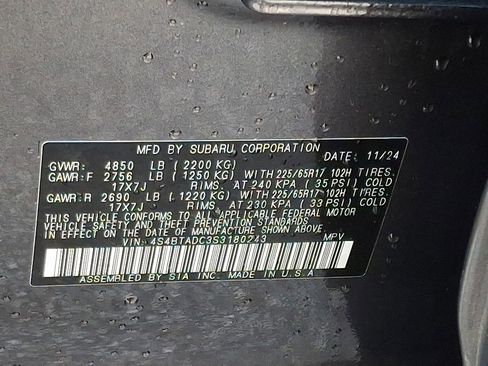 MFD BY SUBARU CORPORATION DATE: 11/24
GVWR: 4850 LB (2200 KG)
GAWR:F 2756 LB (1250 KG) WITH 225/65R17 102H TIRES,
17X7J RIMS, AT 240 KPA (35 PSI) COLD
GAWR:R 2690 LB (1220 KG) WITH 225/65R17 102H TIRES,
17X7J RIMS, AT 230 KPA (33 PSI) COLD
THIS VEHICLE CONFORMS TO ALL APPLICABLE FEDERAL MOTOR
VEHICLE SAFETY AND THEFT PREVENTION STANDARDS
IN EFFECT ON THE DATE OF MANUFACTURE SHOWN ABOVE.
VIN: 4S4BTADC3S3180243 MPV
ASSEMBLED BY SIA INC. MADE IN U.S.A